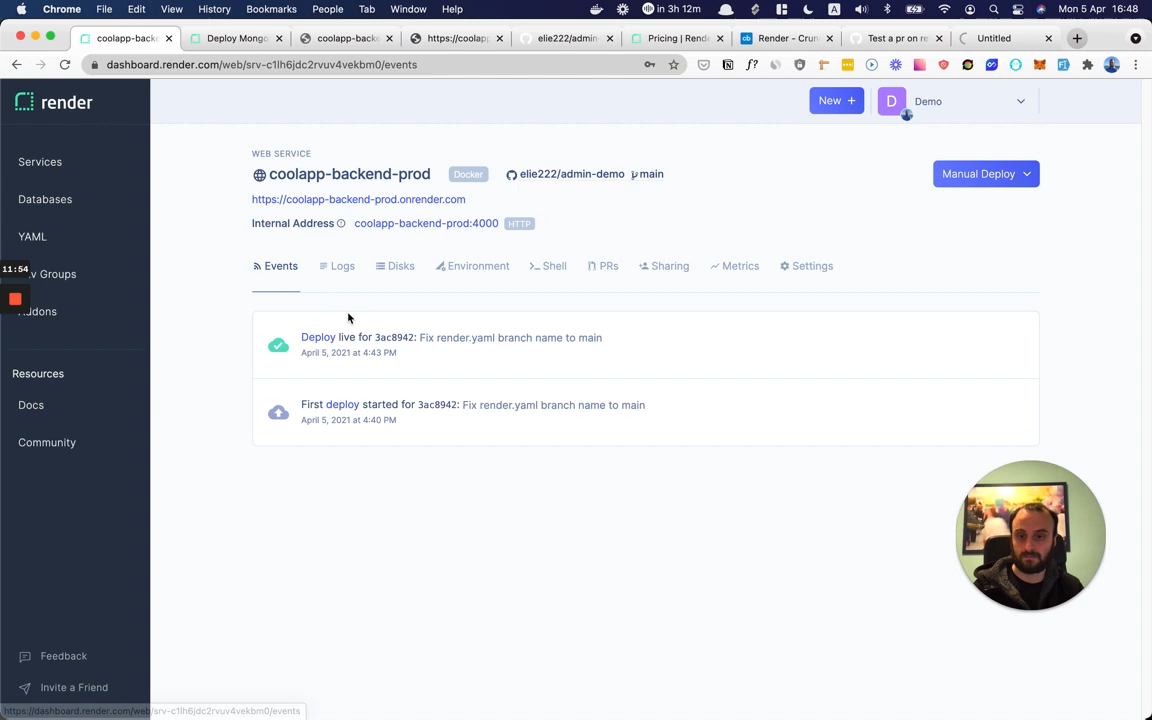 Chrome File Edit View History Bookmarks People Tab Window Help
in 3h 12m
A
Mon 5 Apr 16:48
coolapp-backe
Deploy Mongo
coolapp-back
https://coolap
elie222/admin
Pricing | Rende
cb Render - Crun
Test a pr on re
Untitled
dashboard.render.com/web/srv-c1lh6jdc2rvuv4vekbm0/events
f?
render
New +
D
Demo
Services
Databases
YAML
11:54
v Groups
ddons
Resources
Docs
Community
Feedback
Invite a Friend
WEB SERVICE
coolapp-backend-prod Docker elie222/admin-demo main
Manual Deploy
https://coolapp-backend-prod.onrender.com
Internal Address coolapp-backend-prod:4000 HTTP
Events Logs Disks Environment Shell PRs Sharing Metrics Settings
Deploy live for 3ac8942: Fix render.yaml branch name to main
April 5, 2021 at 4:43 PM
First deploy started for 3ac8942: Fix render.yaml branch name to main
April 5, 2021 at 4:40 PM
https://dashboard.render.com/web/srv-c1lh6jdc2rvuv4vekbm0/events